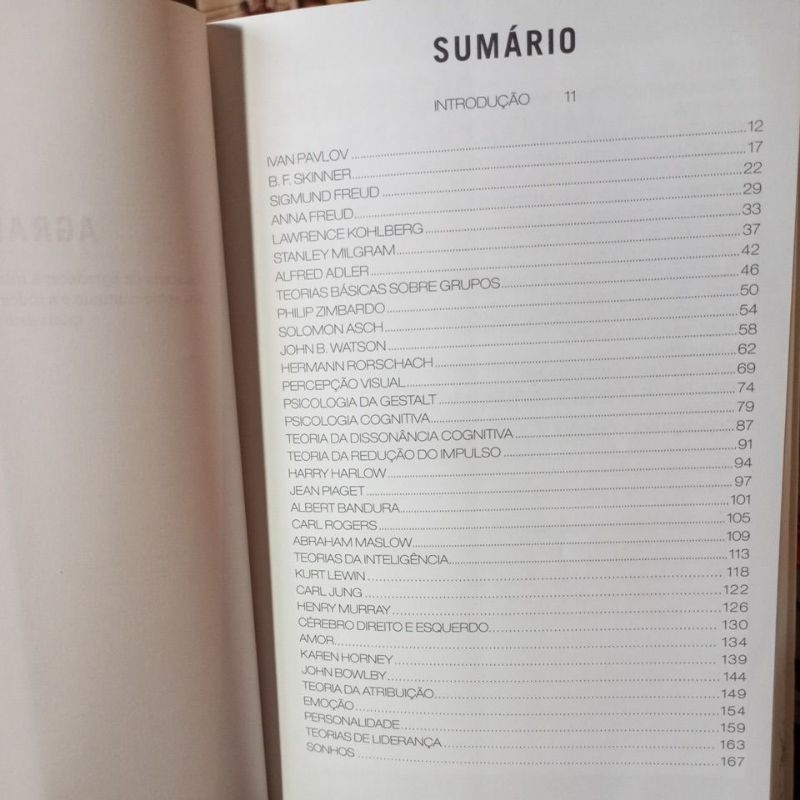 SUMÁRIO
INTRODUÇÃO 11
IVAN PAVLOV 12
B. F. SKINNER 17
SIGMUND FREUD 22
ANNA FREUD 29
LAWRENCE KOHLBERG 33
STANLEY MILGRAM 37
ALFRED ADLER 42
TEORIAS BÁSICAS SOBRE GRUPOS 46
PHILIP ZIMBARDO 50
SOLOMON ASCH 54
JOHN B. WATSON 58
HERMANN RORSCHACH 62
PERCEPÇÃO VISUAL 69
PSICOLOGIA DA GESTALT 74
PSICOLOGIA COGNITIVA 79
TEORIA DA DISSONÂNCIA COGNITIVA 87
TEORIA DA REDUÇÃO DO IMPULSO 91
HARRY HARLOW 94
JEAN PIAGET 97
ALBERT BANDURA 101
CARL ROGERS 105
ABRAHAM MASLOW 109
TEORIAS DA INTELIGÊNCIA 113
KURT LEWIN 118
CARL JUNG 122
HENRY MURRAY 126
CÉREBRO DIREITO E ESQUERDO 130
AMOR 134
KAREN HORNEY 139
JOHN BOWLBY 144
TEORIA DA ATRIBUIÇÃO 149
EMOÇÃO 154
PERSONALIDADE 159
TEORIAS DE LIDERANÇA 163
SONHOS 167